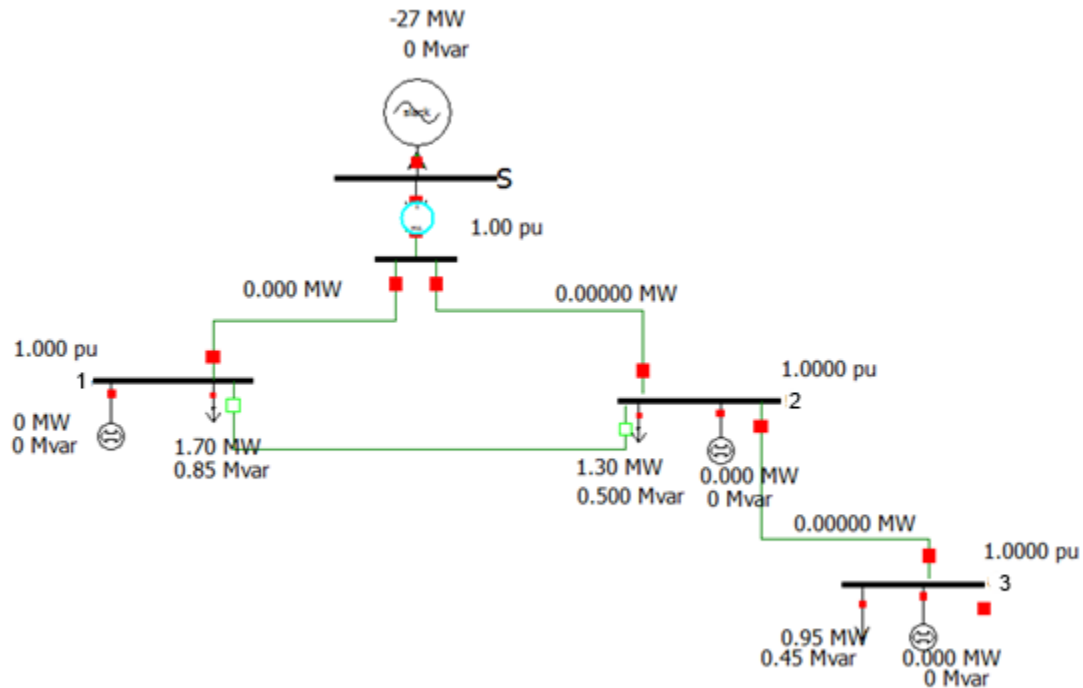 -27 MW
0 Mvar
slack
S
1.00 pu
0.000 MW
0.00000 MW
1.000 pu
1
1.0000 pu
2
0 MW
0 Mvar
1.70 MW
0.85 Mvar
1.30 MW
0.500 Mvar
0.000 MW
0 Mvar
0.00000 MW
1.0000 pu
3
0.95 MW
0.45 Mvar
0.000 MW
0 Mvar